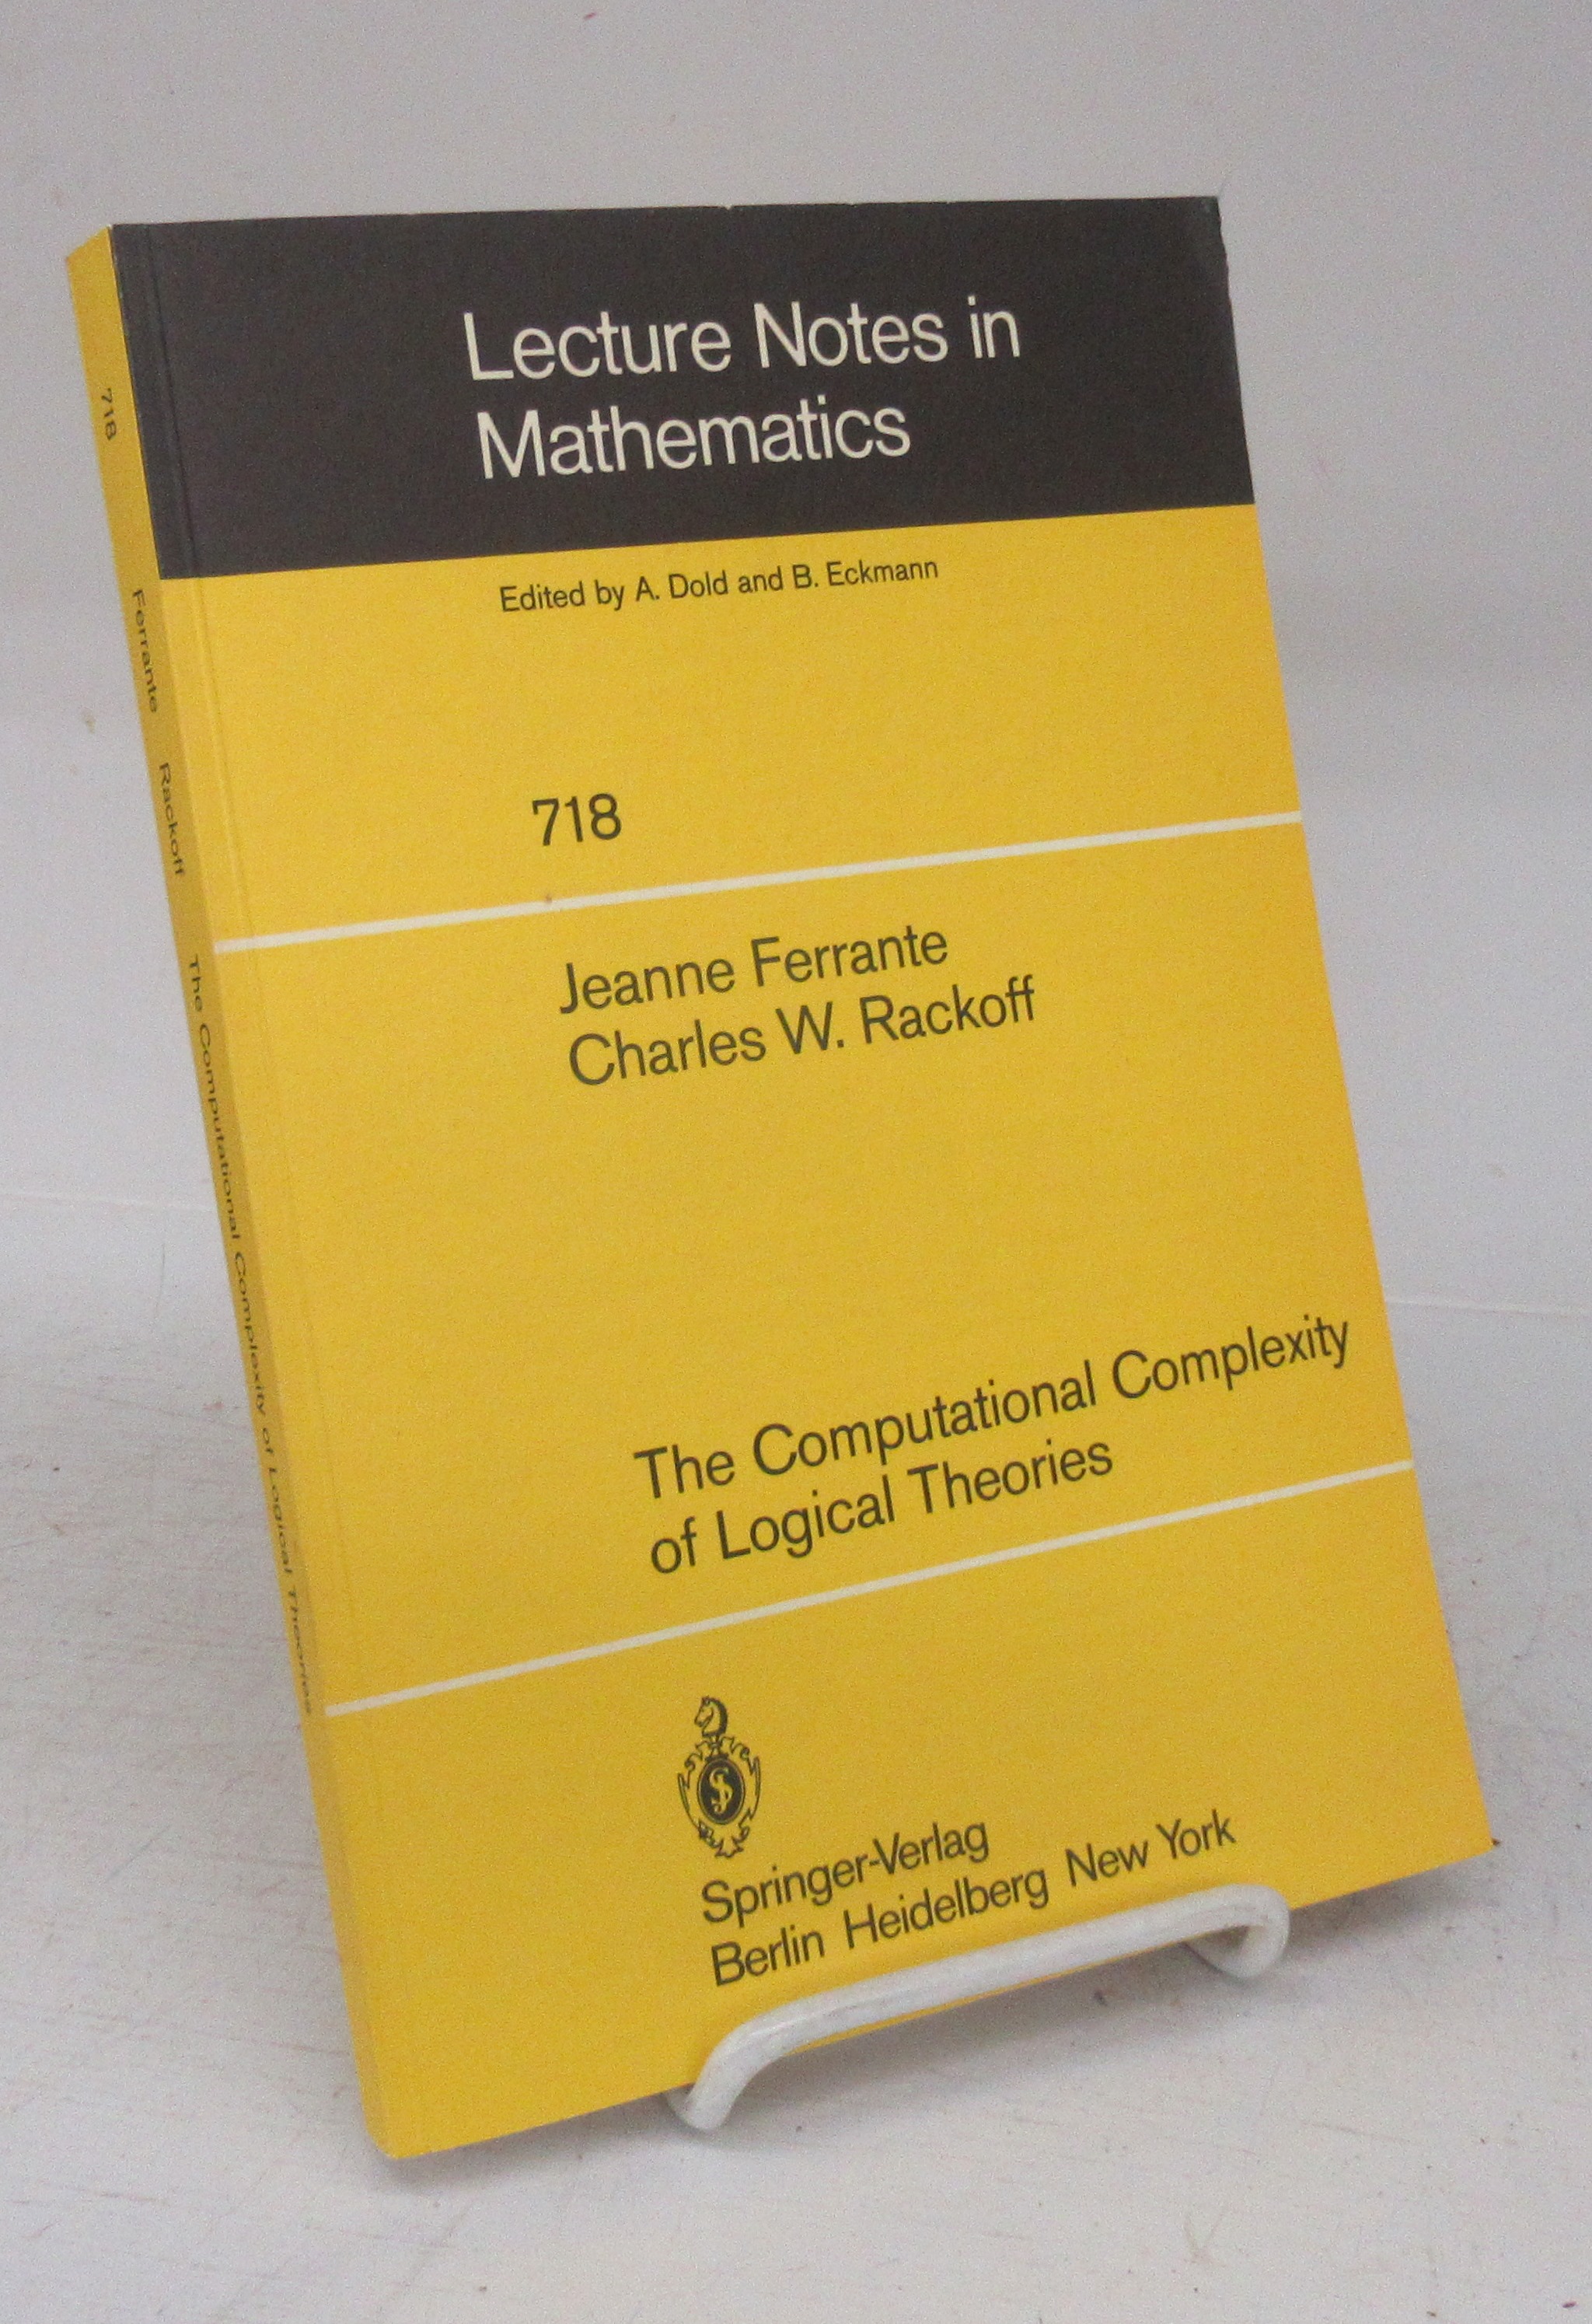 Lecture Notes in
Mathematics
Edited by A. Dold and B. Eckmann
718
Jeanne Ferrante
Charles W. Rackoff
The Computational Complexity
of Logical Theories
Springer-Verlag
Berlin Heidelberg New York
718 Ferrante Rackoff The Computational Complexity of Logical Theories